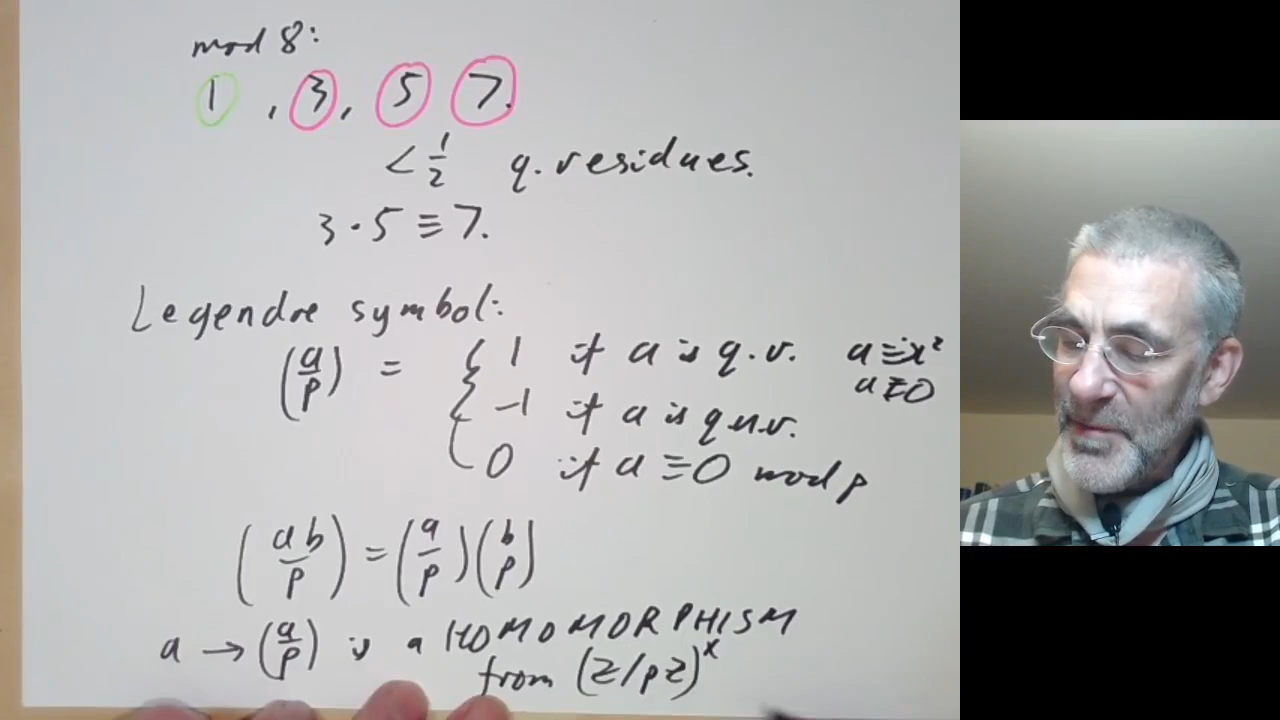 mod 8:
1, 3, 5 7.
< 1/2 q. residues.
3 · 5 ≡ 7.
Legendre symbol:
(a/p) = { 1 if a is q.r. a ≡ x²
a ≢ 0
-1 if a is q.n.r.
0 if a ≡ 0 mod p
(ab/p) = (a/p)(b/p)
a → (a/p) is a HOMOMORPHISM
from (Z/pZ)ˣ